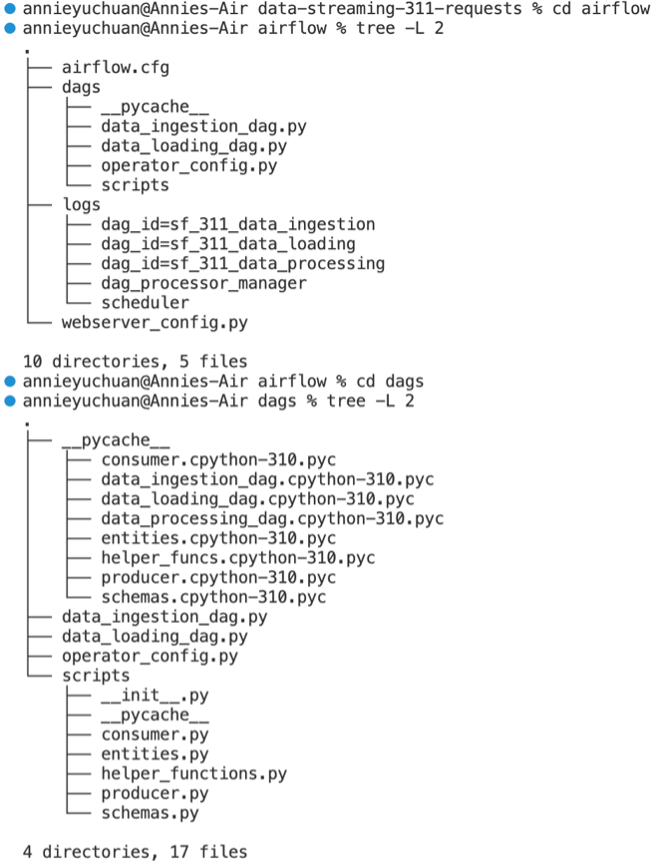 annieyuchuan@Annies-Air data-streaming-311-requests % cd airflow
annieyuchuan@Annies-Air airflow % tree -L 2
.
├── airflow.cfg
├── dags
│   ├── __pycache__
│   ├── data_ingestion_dag.py
│   ├── data_loading_dag.py
│   ├── operator_config.py
│   └── scripts
├── logs
│   ├── dag_id=sf_311_data_ingestion
│   ├── dag_id=sf_311_data_loading
│   ├── dag_id=sf_311_data_processing
│   ├── dag_processor_manager
│   └── scheduler
└── webserver_config.py
10 directories, 5 files
annieyuchuan@Annies-Air airflow % cd dags
annieyuchuan@Annies-Air dags % tree -L 2
.
├── __pycache__
│   ├── consumer.cpython-310.pyc
│   ├── data_ingestion_dag.cpython-310.pyc
│   ├── data_loading_dag.cpython-310.pyc
│   ├── data_processing_dag.cpython-310.pyc
│   ├── entities.cpython-310.pyc
│   ├── helper_funcs.cpython-310.pyc
│   ├── producer.cpython-310.pyc
│   └── schemas.cpython-310.pyc
├── data_ingestion_dag.py
├── data_loading_dag.py
├── operator_config.py
└── scripts
    ├── __init__.py
    ├── __pycache__
    ├── consumer.py
    ├── entities.py
    ├── helper_functions.py
    ├── producer.py
    └── schemas.py
4 directories, 17 files